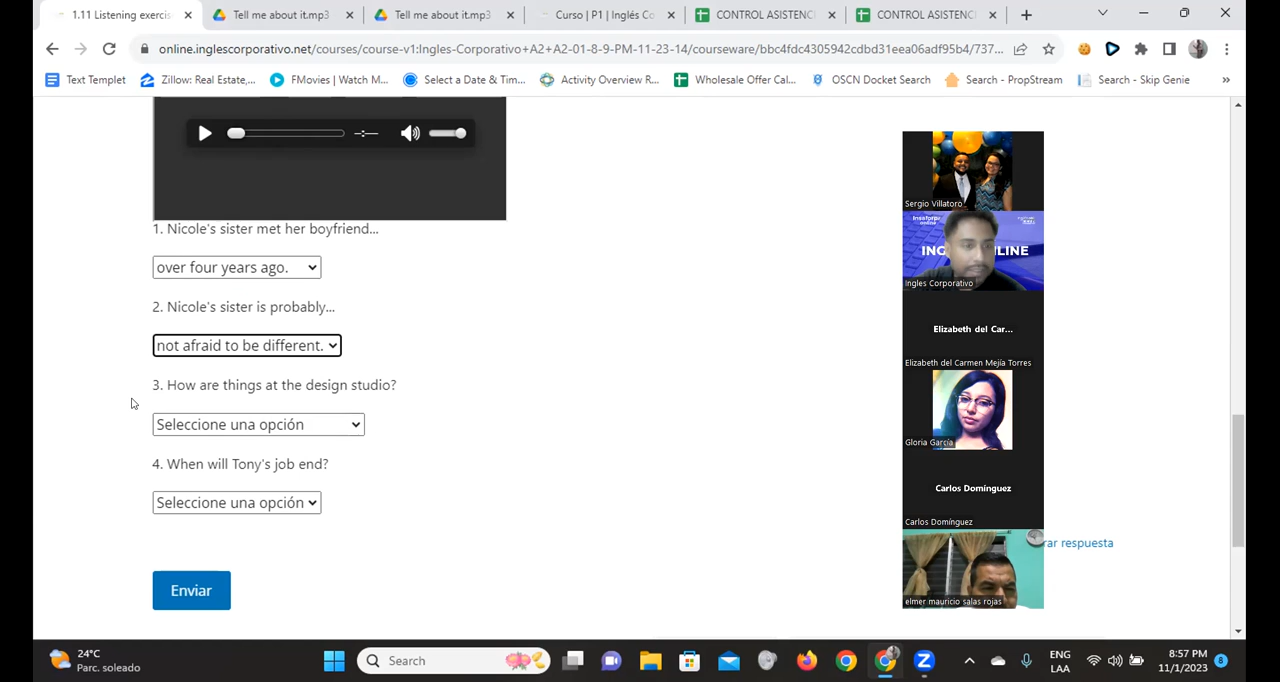 1.11 Listening exercis
Tell me about it.mp3
Tell me about it.mp3
Curso | P1 | Inglés Co
CONTROL ASISTENC
CONTROL ASISTENC
online.inglescorporativo.net/courses/course-v1:Ingles-Corporativo+A2+A2-01-8-9-PM-11-23-14/courseware/bbc4fdc4305942cdbd31eea06adf95b4/737...
Text Templet
Zillow: Real Estate,...
FMovies | Watch M...
Select a Date & Tim...
Activity Overview R...
Wholesale Offer Cal...
OSCN Docket Search
Search - PropStream
Search - Skip Genie
»
-:-
1. Nicole's sister met her boyfriend...
over four years ago.
2. Nicole's sister is probably...
not afraid to be different.
3. How are things at the design studio?
Seleccione una opción
4. When will Tony's job end?
Seleccione una opción
Enviar
Sergio Villatoro
Ingles Corporativo
Elizabeth del Car...
Elizabeth del Carmen Mejía Torres
Gloria García
Carlos Domínguez
Carlos Domínguez
rar respuesta
elmer mauricio salas rojas
24°C
Parc. soleado
Search
ENG
LAA
8:57 PM
11/1/2023
8